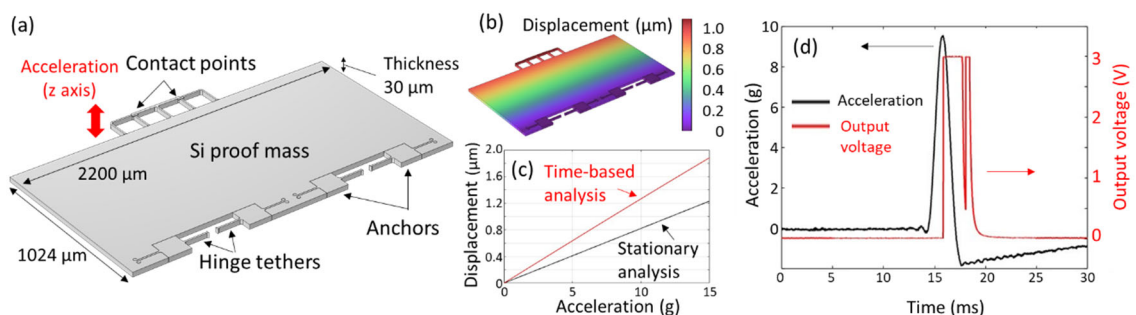 (a)
Acceleration
(z axis)
Contact points
Thickness
30 µm
Si proof mass
2200 µm
1024 µm
Hinge tethers
Anchors
(b)
Displacement (µm)
1.0
0.8
0.6
0.4
0.2
0
(c)
Displacement (µm)
2.0
1.6
1.2
0.8
0.4
0
Time-based
analysis
Stationary
analysis
0
5
10
15
Acceleration (g)
(d)
Acceleration (g)
10
8
6
4
2
0
Acceleration
Output
voltage
3
2
1
0
Output voltage (V)
0
5
10
15
20
25
30
Time (ms)